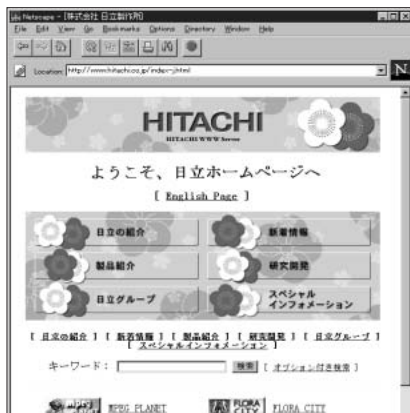 Netscape - [株式会社 日立製作所]
File Edit View Go Bookmarks Options Directory Window Help
Location: http://www.hitachi.co.jp/index-j.html
N
HITACHI
HITACHI WWW Server
ようこそ、日立ホームページへ
[ English Page ]
日立の紹介 新着情報
製品紹介 研究開発
日立グループ スペシャル
インフォメーション
[ 日立の紹介 ] [ 新着情報 ] [ 製品紹介 ] [ 研究開発 ] [ 日立グループ ]
[ スペシャルインフォメーション ]
キーワード: 検索 [ オプション付き検索 ]
MPEG PLANET FLORA CITY FLORA CITY